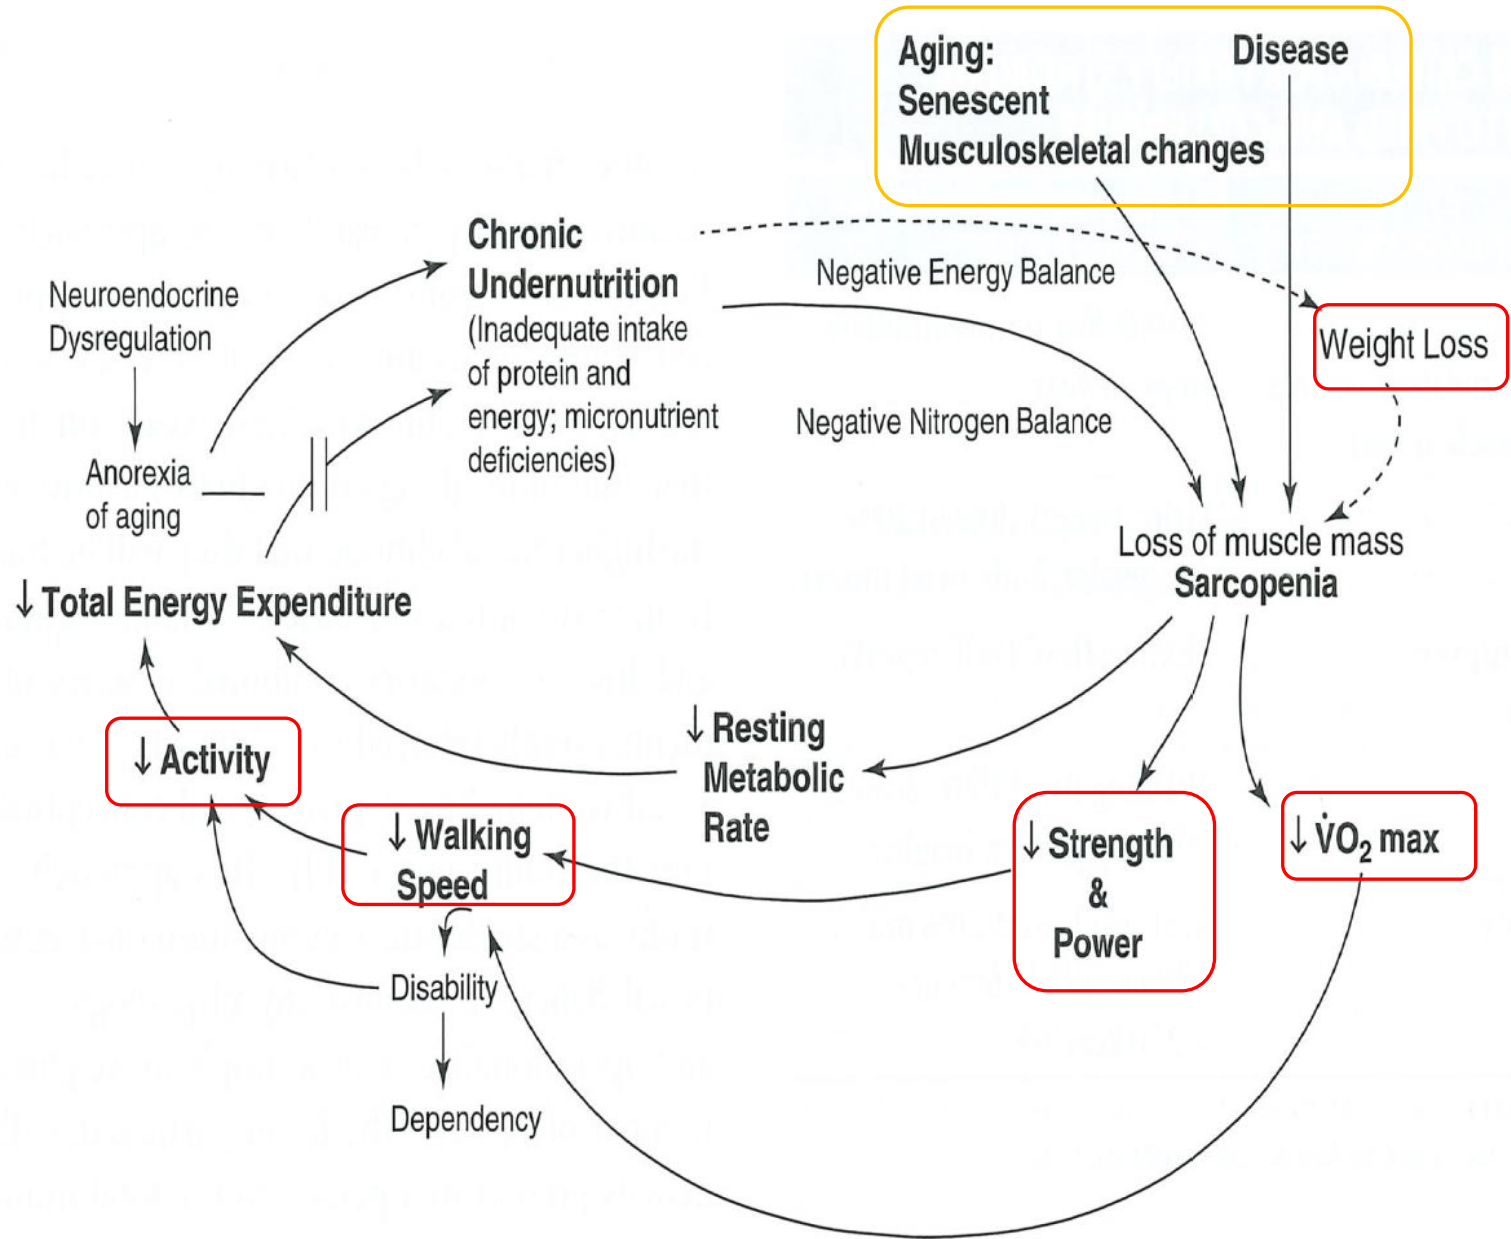 Aging:
Senescent
Musculoskeletal changes
Disease
Chronic
Undernutrition
(Inadequate intake
of protein and
energy; micronutrient
deficiencies)
Negative Energy Balance
Negative Nitrogen Balance
Weight Loss
Neuroendocrine
Dysregulation
Anorexia
of aging
Loss of muscle mass
Sarcopenia
↓ Total Energy Expenditure
↓ Resting
Metabolic
Rate
↓ Activity
↓ Walking
Speed
↓ Strength
&
Power
↓ V̇O₂ max
Disability
Dependency